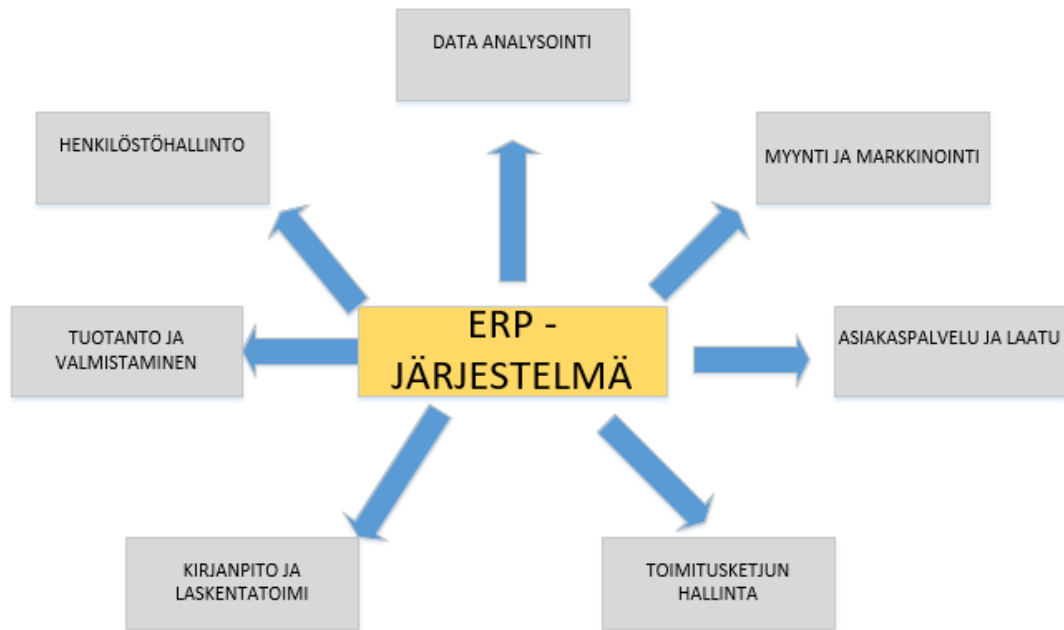 DATA ANALYSOINTI
HENKILÖSTÖHALLINTO
MYYNTI JA MARKKINOINTI
TUOTANTO JA
VALMISTAMINEN
ERP -
JÄRJESTELMÄ
ASIAKASPALVELU JA LAATU
KIRJANPITO JA
LASKENTATOIMI
TOIMITUSKETJUN
HALLINTA